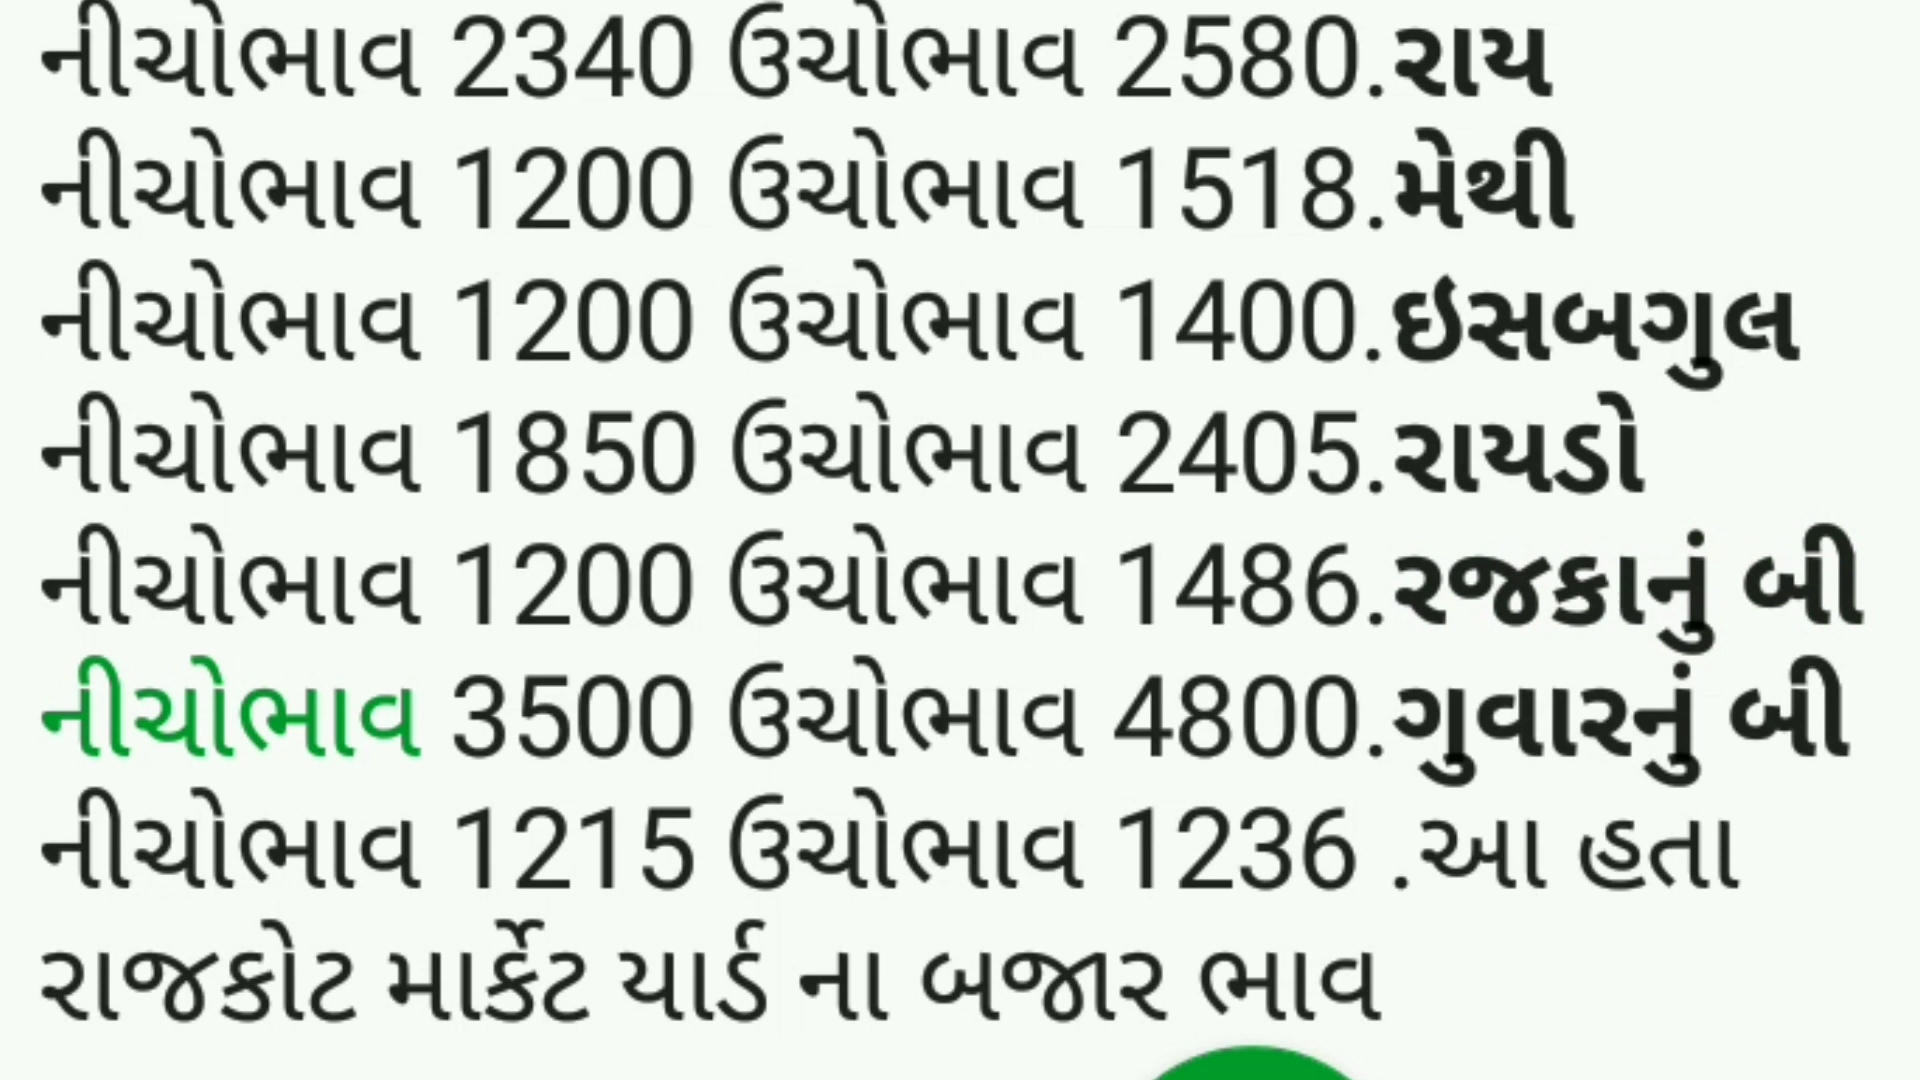 નીચોભાવ 2340 ઉચોભાવ 2580.રાય
નીચોભાવ 1200 ઉચોભાવ 1518.મેથી
નીચોભાવ 1200 ઉચોભાવ 1400.ઇસબગુલ
નીચોભાવ 1850 ઉચોભાવ 2405.રાયડો
નીચોભાવ 1200 ઉચોભાવ 1486.રજકાનું બી
નીચોભાવ 3500 ઉચોભાવ 4800.ગુવારનું બી
નીચોભાવ 1215 ઉચોભાવ 1236 .આ હતા
રાજકોટ માર્કેટ યાર્ડ ના બજાર ભાવ